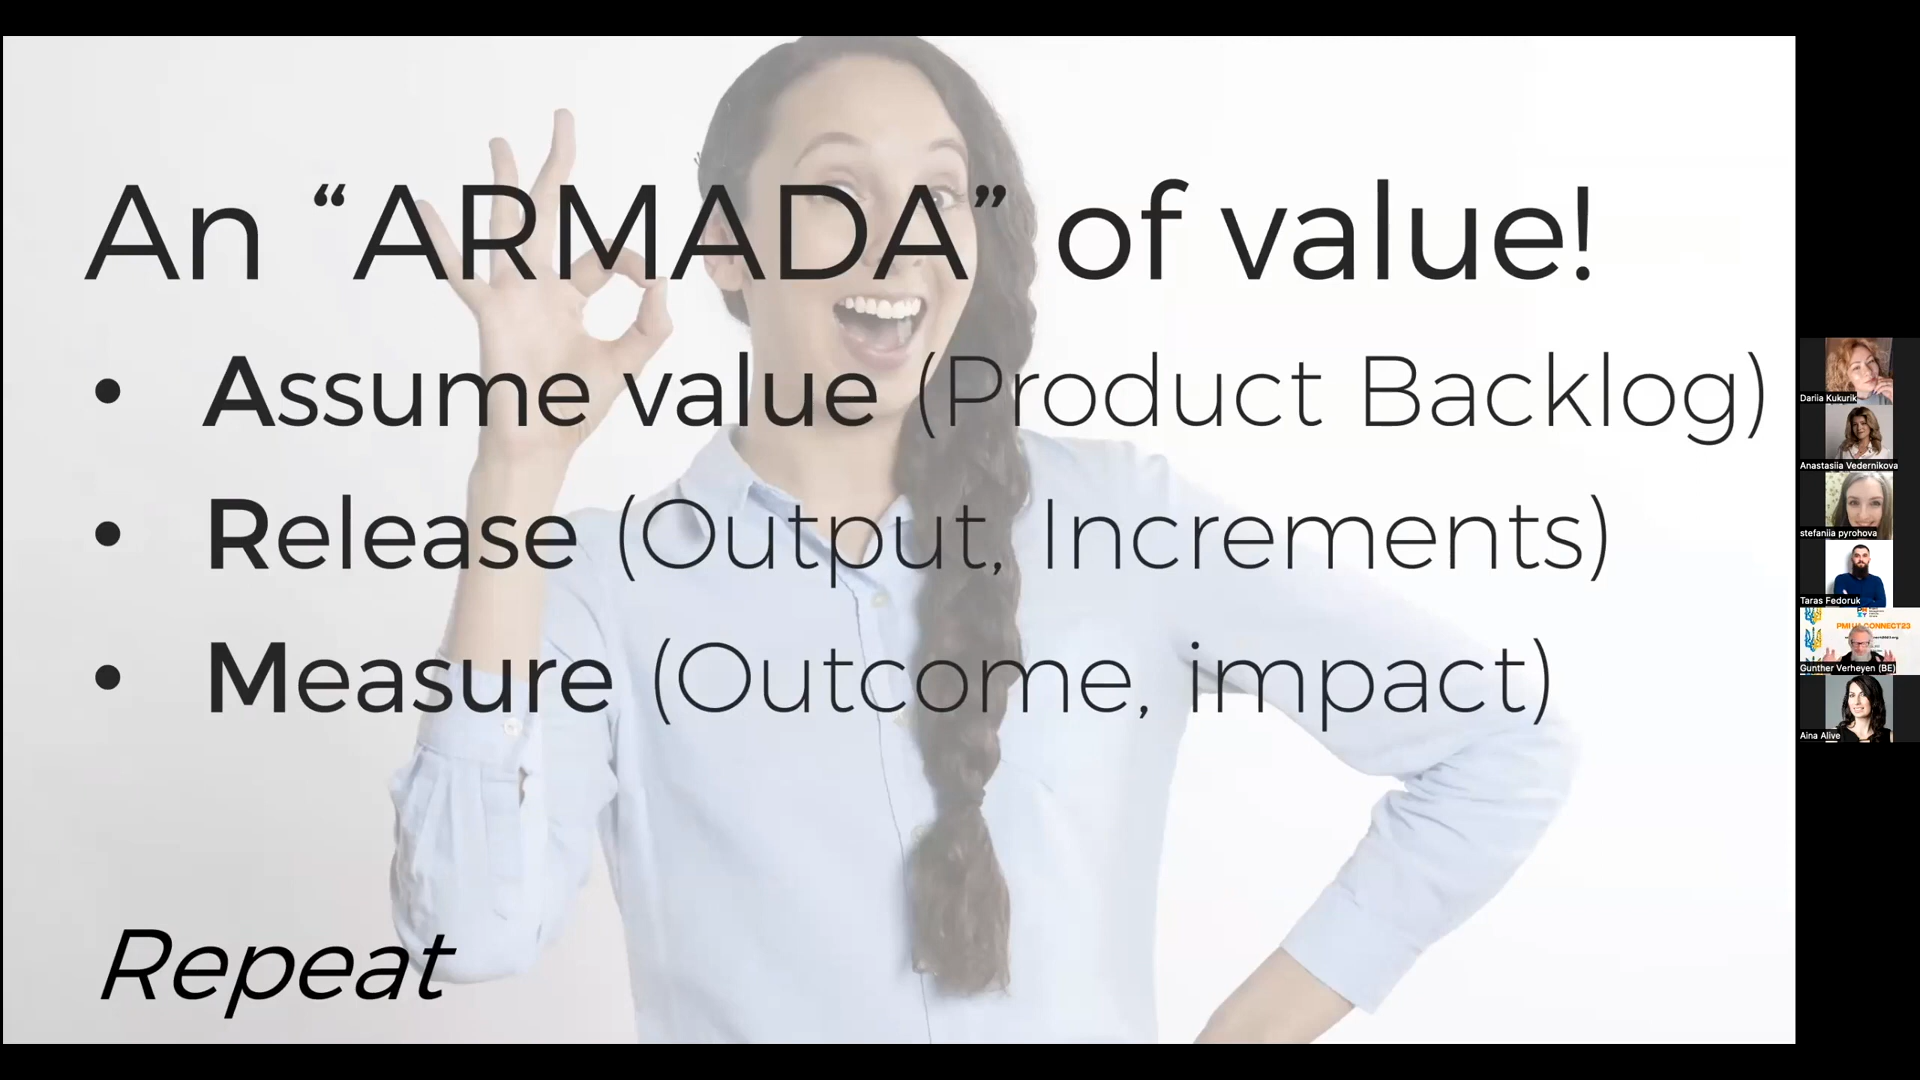 An “ARMADA” of value!
• Assume value (Product Backlog)
• Release (Output, Increments)
• Measure (Outcome, impact)
Repeat
Dariia Kukurik
Anastasiia Vedernikova
stefaniia pyrohova
Taras Fedoruk
PMI UA CONNECT23
Gunther Verheyen (BE)
Aina Alive